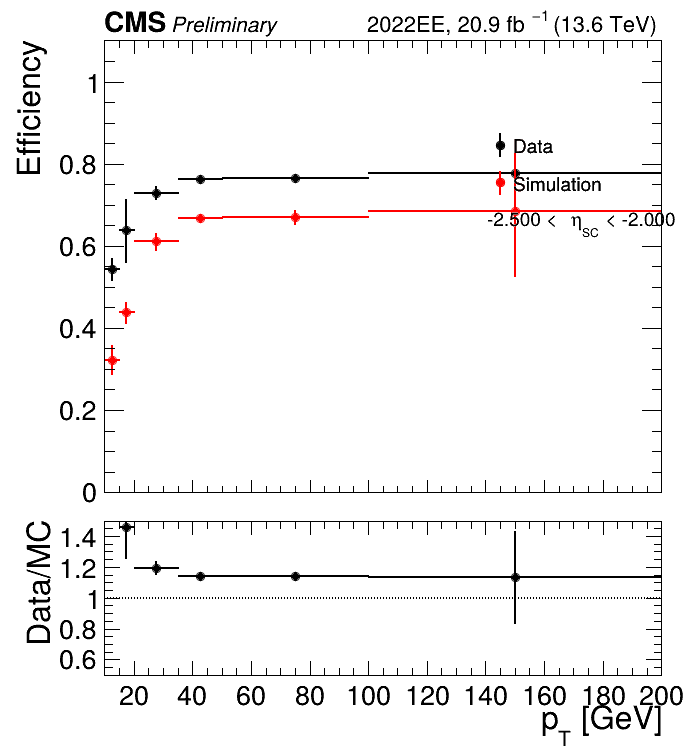 CMS Preliminary 2022EE, 20.9 fb⁻¹ (13.6 TeV)
Efficiency
1
0.8
0.6
0.4
0.2
0
Data
Simulation
-2.500 < η_SC < -2.000
Data/MC
1.4
1.2
1
0.8
0.6
20 40 60 80 100 120 140 160 180 200
p_T [GeV]